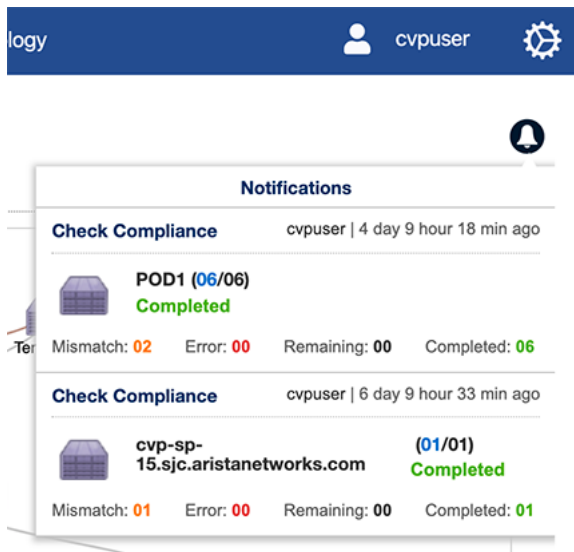 logy cvpuser
Notifications
Check Compliance cvpuser | 4 day 9 hour 18 min ago
POD1 (06/06)
Completed
Mismatch: 02 Error: 00 Remaining: 00 Completed: 06
Check Compliance cvpuser | 6 day 9 hour 33 min ago
cvp-sp-
15.sjc.aristanetworks.com
(01/01)
Completed
Mismatch: 01 Error: 00 Remaining: 00 Completed: 01
Ter